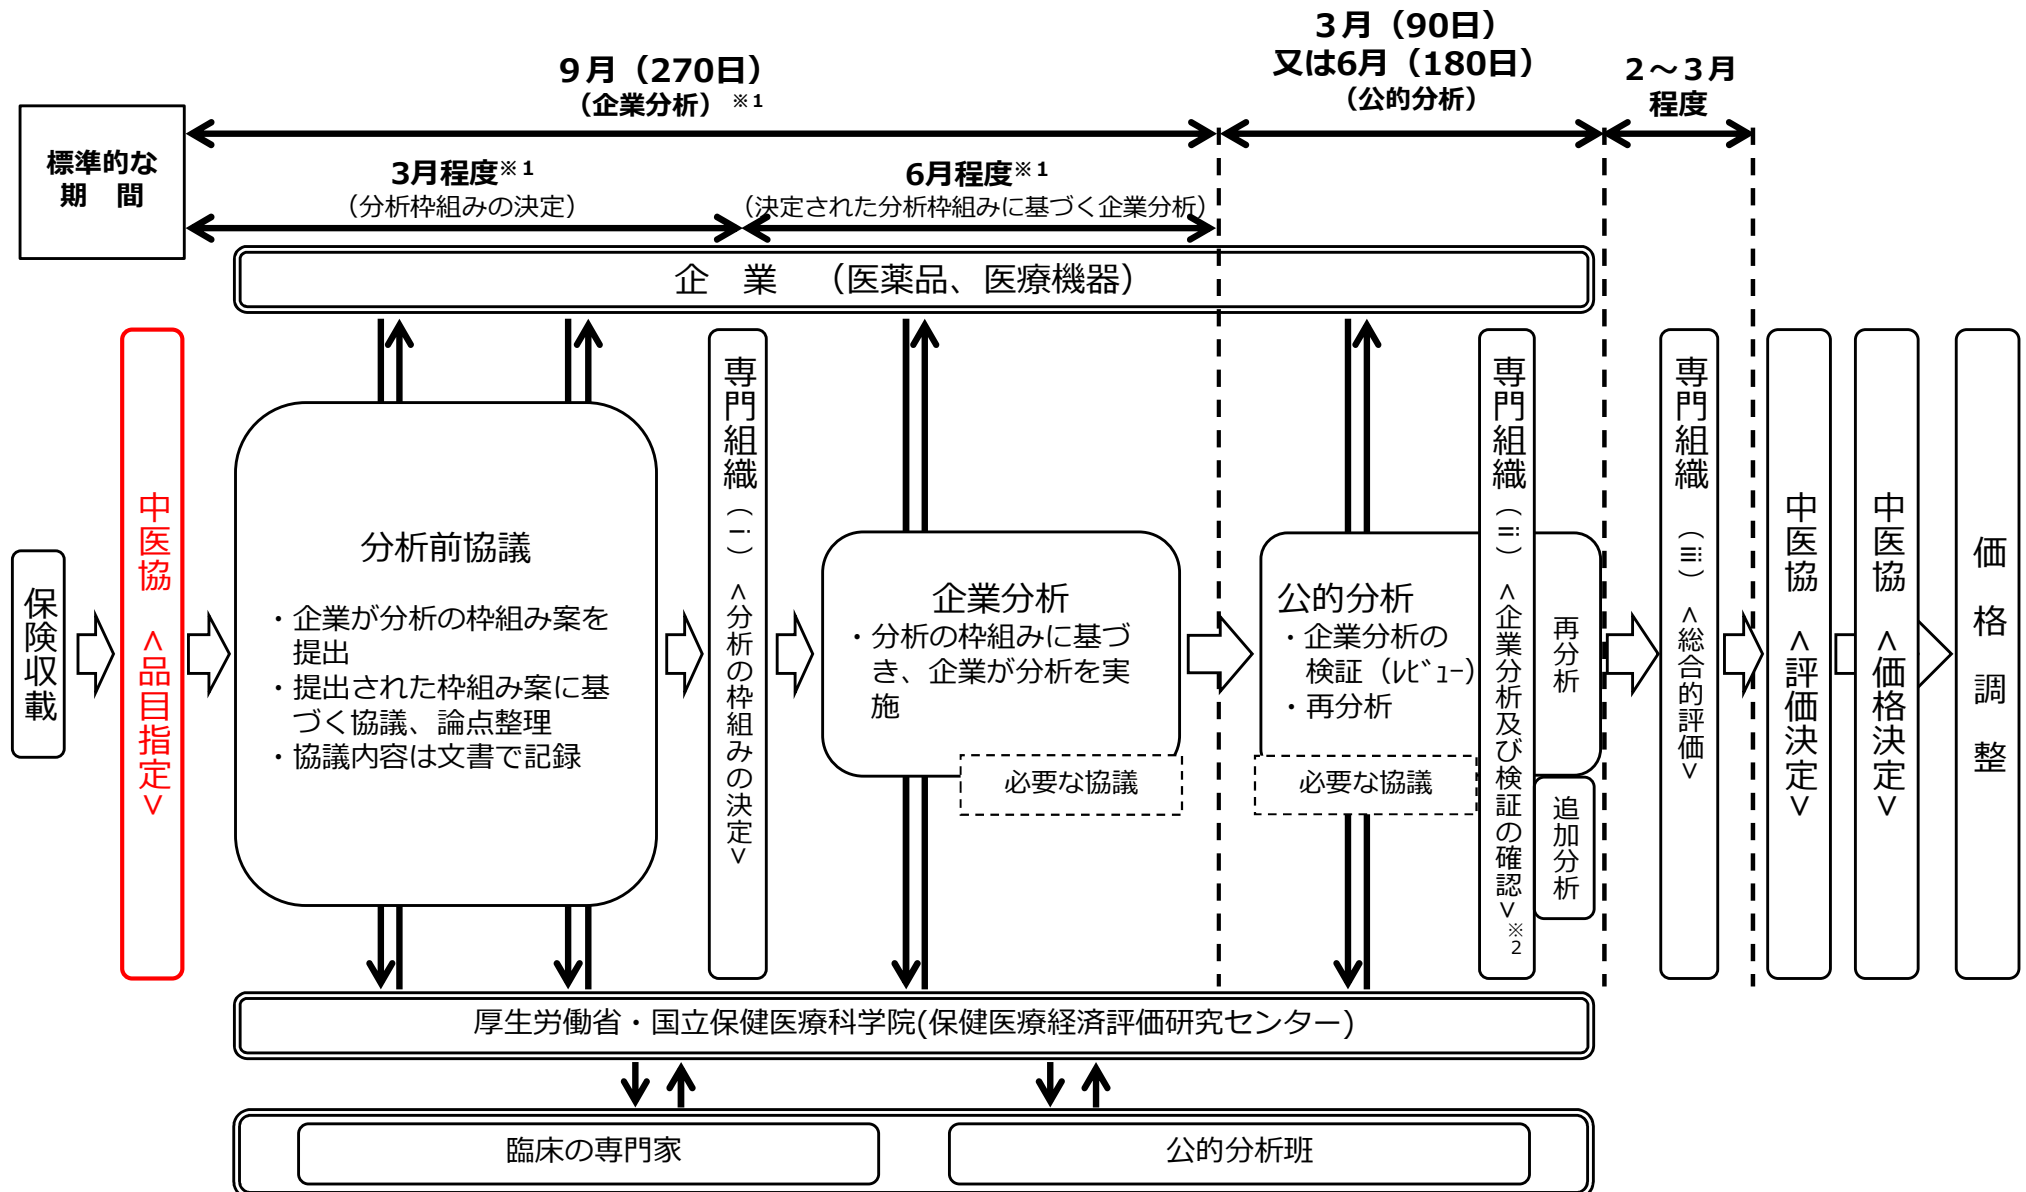 ９月（270日）
（企業分析）※１
３月（90日）
又は6月（180日）
（公的分析）
２～３月
程度
標準的な
期　間
3月程度※１
（分析枠組みの決定）
6月程度※１
（決定された分析枠組みに基づく企業分析）
企　業　（医薬品、医療機器）
保険収載
中医協　＜品目指定＞
分析前協議
・企業が分析の枠組み案を
提出
・提出された枠組み案に基
づく協議、論点整理
・協議内容は文書で記録
専門組織（ⅰ）＜分析の枠組みの決定＞
企業分析
・分析の枠組みに基づ
き、企業が分析を実
施
必要な協議
公的分析
・企業分析の
検証（ﾚﾋﾞｭｰ）
・再分析
必要な協議
専門組織（ⅱ）＜企業分析及び検証の確認＞※2
再分析
追加分析
専門組織　（ⅲ）＜総合的評価＞
中医協　＜評価決定＞
中医協　＜価格決定＞
価格調整
厚生労働省・国立保健医療科学院(保健医療経済評価研究センター)
臨床の専門家
公的分析班